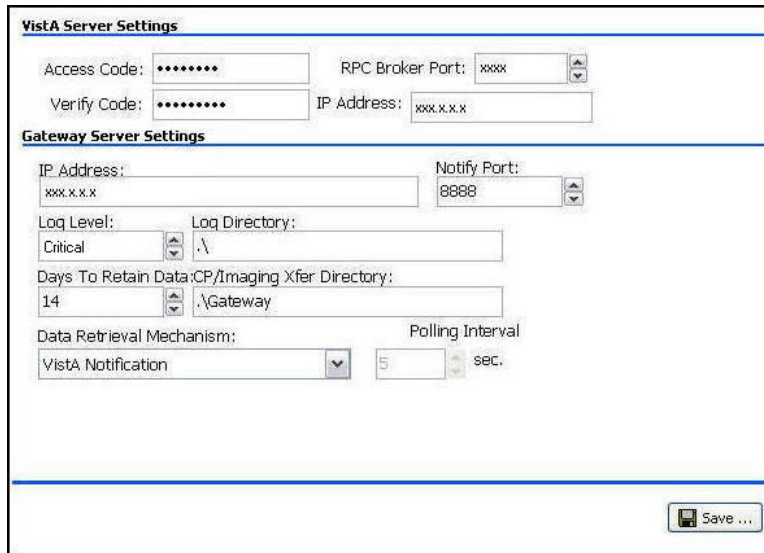 VistA Server Settings
Access Code: ••••••••
RPC Broker Port: xxxx
Verify Code: •••••••••
IP Address: xxx.x.x.x
Gateway Server Settings
IP Address:
Notify Port:
xxx.x.x.x
8888
Log Level:
Log Directory:
Critical
.\
Days To Retain Data:
CP/Imaging Xfer Directory:
14
.\Gateway
Data Retrieval Mechanism:
Polling Interval
VistA Notification
5 sec.
Save ...